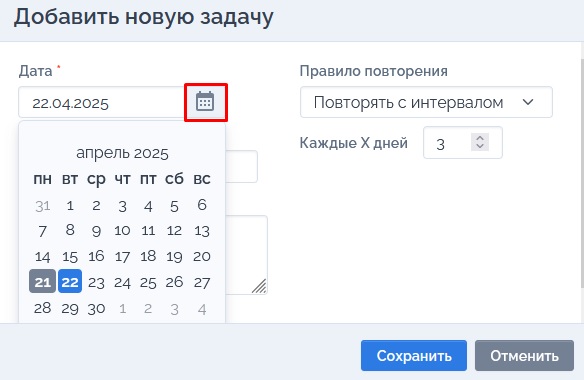 Добавить новую задачу
Дата *
22.04.2025
апрель 2025
пн вт ср чт пт сб вс
31 1 2 3 4 5 6
7 8 9 10 11 12 13
14 15 16 17 18 19 20
21 22 23 24 25 26 27
28 29 30 1 2 3 4
Правило повторения
Повторять с интервалом
Каждые X дней 3
Сохранить Отменить